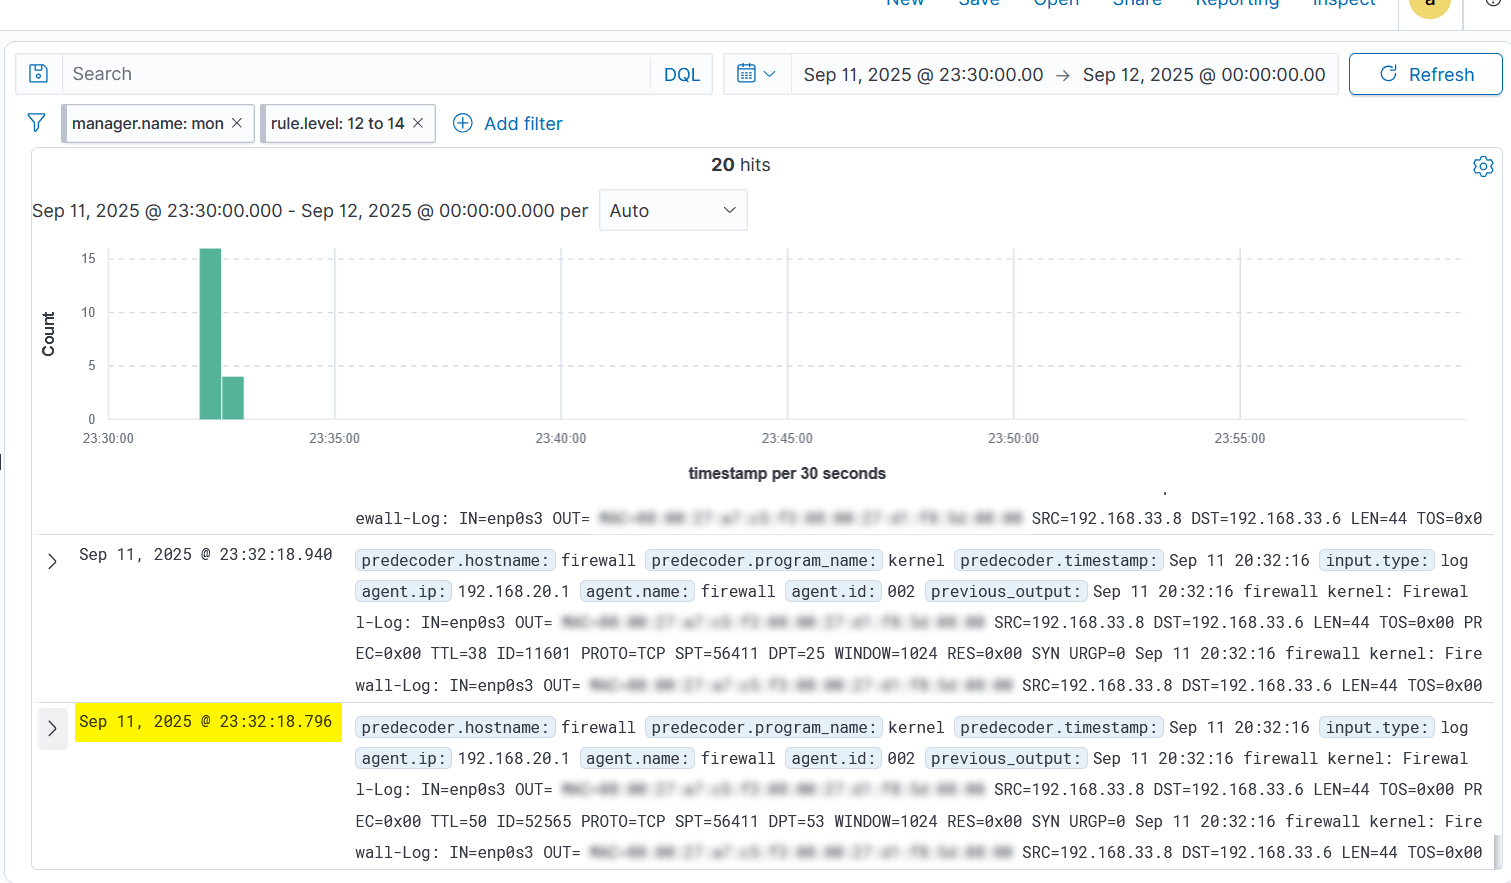 New Save Open Share Reporting Inspect a
Search DQL Sep 11, 2025 @ 23:30:00.00 → Sep 12, 2025 @ 00:00:00.00 Refresh
manager.name: mon × rule.level: 12 to 14 × Add filter
20 hits
Sep 11, 2025 @ 23:30:00.000 - Sep 12, 2025 @ 00:00:00.000 per Auto
15
10
5
0
Count
23:30:00 23:35:00 23:40:00 23:45:00 23:50:00 23:55:00
timestamp per 30 seconds
ewall-Log: IN=enp0s3 OUT= SRC=192.168.33.8 DST=192.168.33.6 LEN=44 TOS=0x0
Sep 11, 2025 @ 23:32:18.940 predecoder.hostname: firewall predecoder.program_name: kernel predecoder.timestamp: Sep 11 20:32:16 input.type: log
agent.ip: 192.168.20.1 agent.name: firewall agent.id: 002 previous_output: Sep 11 20:32:16 firewall kernel: Firewal
l-Log: IN=enp0s3 OUT= SRC=192.168.33.8 DST=192.168.33.6 LEN=44 TOS=0x00 PR
EC=0x00 TTL=38 ID=11601 PROTO=TCP SPT=56411 DPT=25 WINDOW=1024 RES=0x00 SYN URGP=0 Sep 11 20:32:16 firewall kernel: Fire
wall-Log: IN=enp0s3 OUT= SRC=192.168.33.8 DST=192.168.33.6 LEN=44 TOS=0x00
Sep 11, 2025 @ 23:32:18.796 predecoder.hostname: firewall predecoder.program_name: kernel predecoder.timestamp: Sep 11 20:32:16 input.type: log
agent.ip: 192.168.20.1 agent.name: firewall agent.id: 002 previous_output: Sep 11 20:32:16 firewall kernel: Firewal
l-Log: IN=enp0s3 OUT= SRC=192.168.33.8 DST=192.168.33.6 LEN=44 TOS=0x00 PR
EC=0x00 TTL=50 ID=52565 PROTO=TCP SPT=56411 DPT=53 WINDOW=1024 RES=0x00 SYN URGP=0 Sep 11 20:32:16 firewall kernel: Fire
wall-Log: IN=enp0s3 OUT= SRC=192.168.33.8 DST=192.168.33.6 LEN=44 TOS=0x00